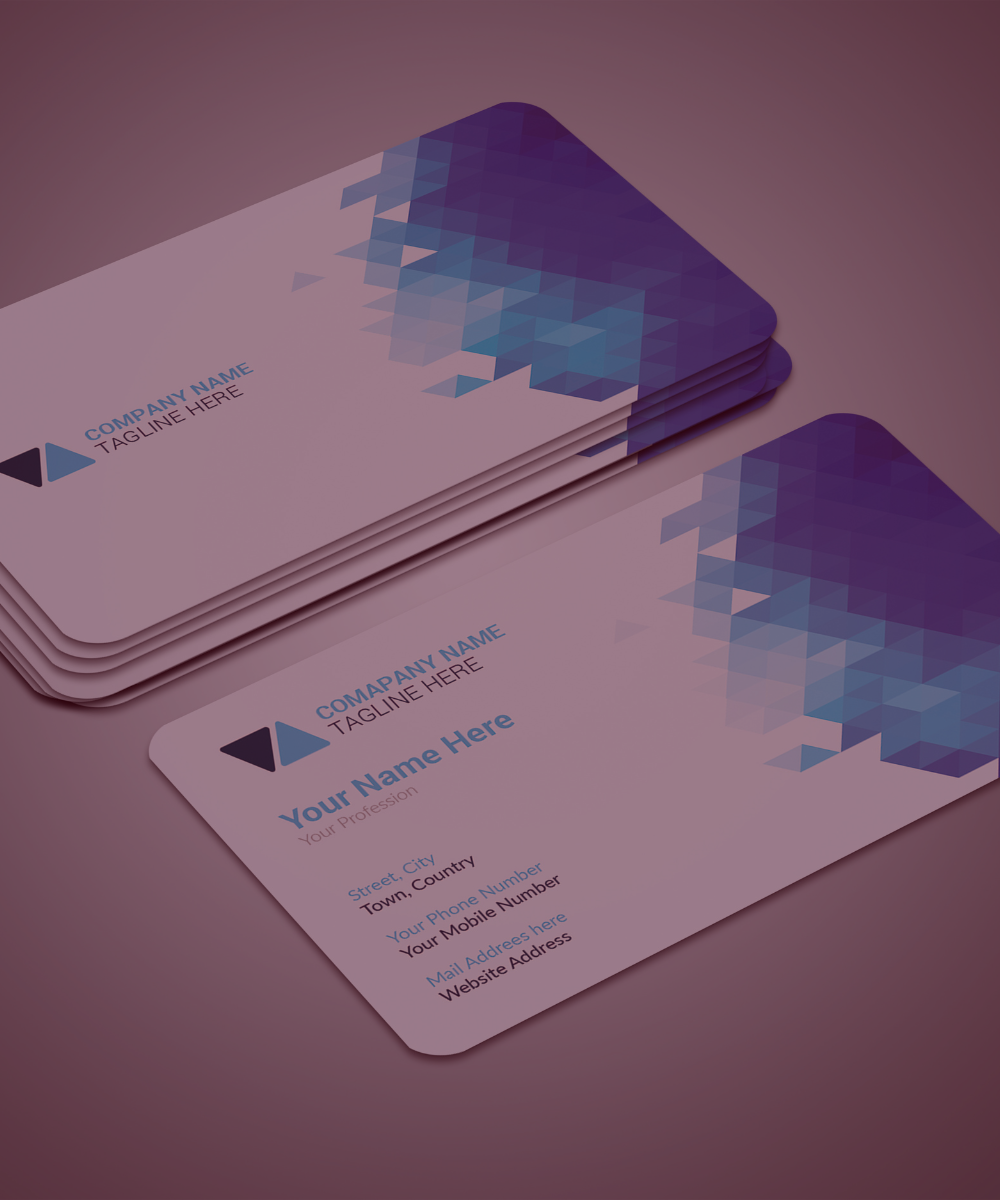 COMPANY NAME
TAGLINE HERE
COMAPANY NAME
TAGLINE HERE
Your Name Here
Your Profession
Street, City
Town, Country
Your Phone Number
Your Mobile Number
Mail Addrees here
Website Address